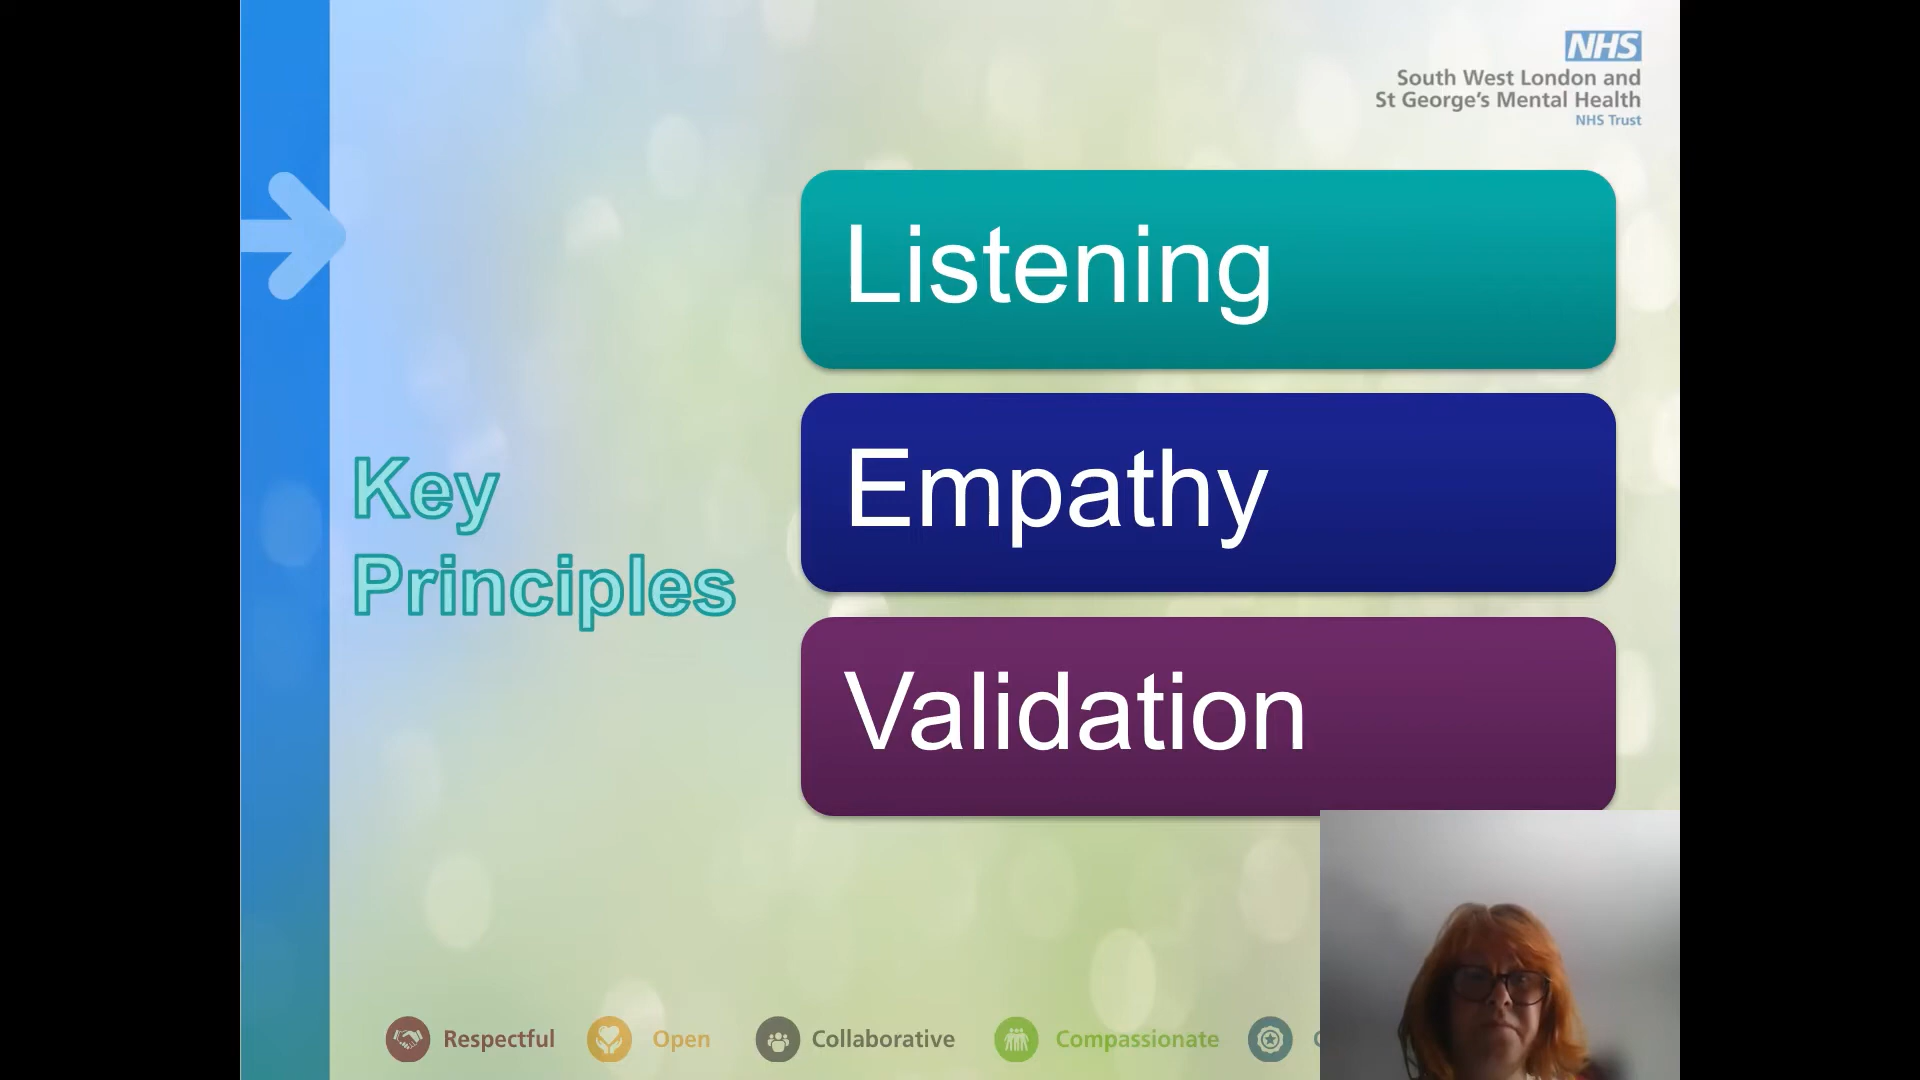 NHS
South West London and
St George's Mental Health
NHS Trust
Listening
Empathy
Validation
Key
Principles
Respectful
Open
Collaborative
Compassionate